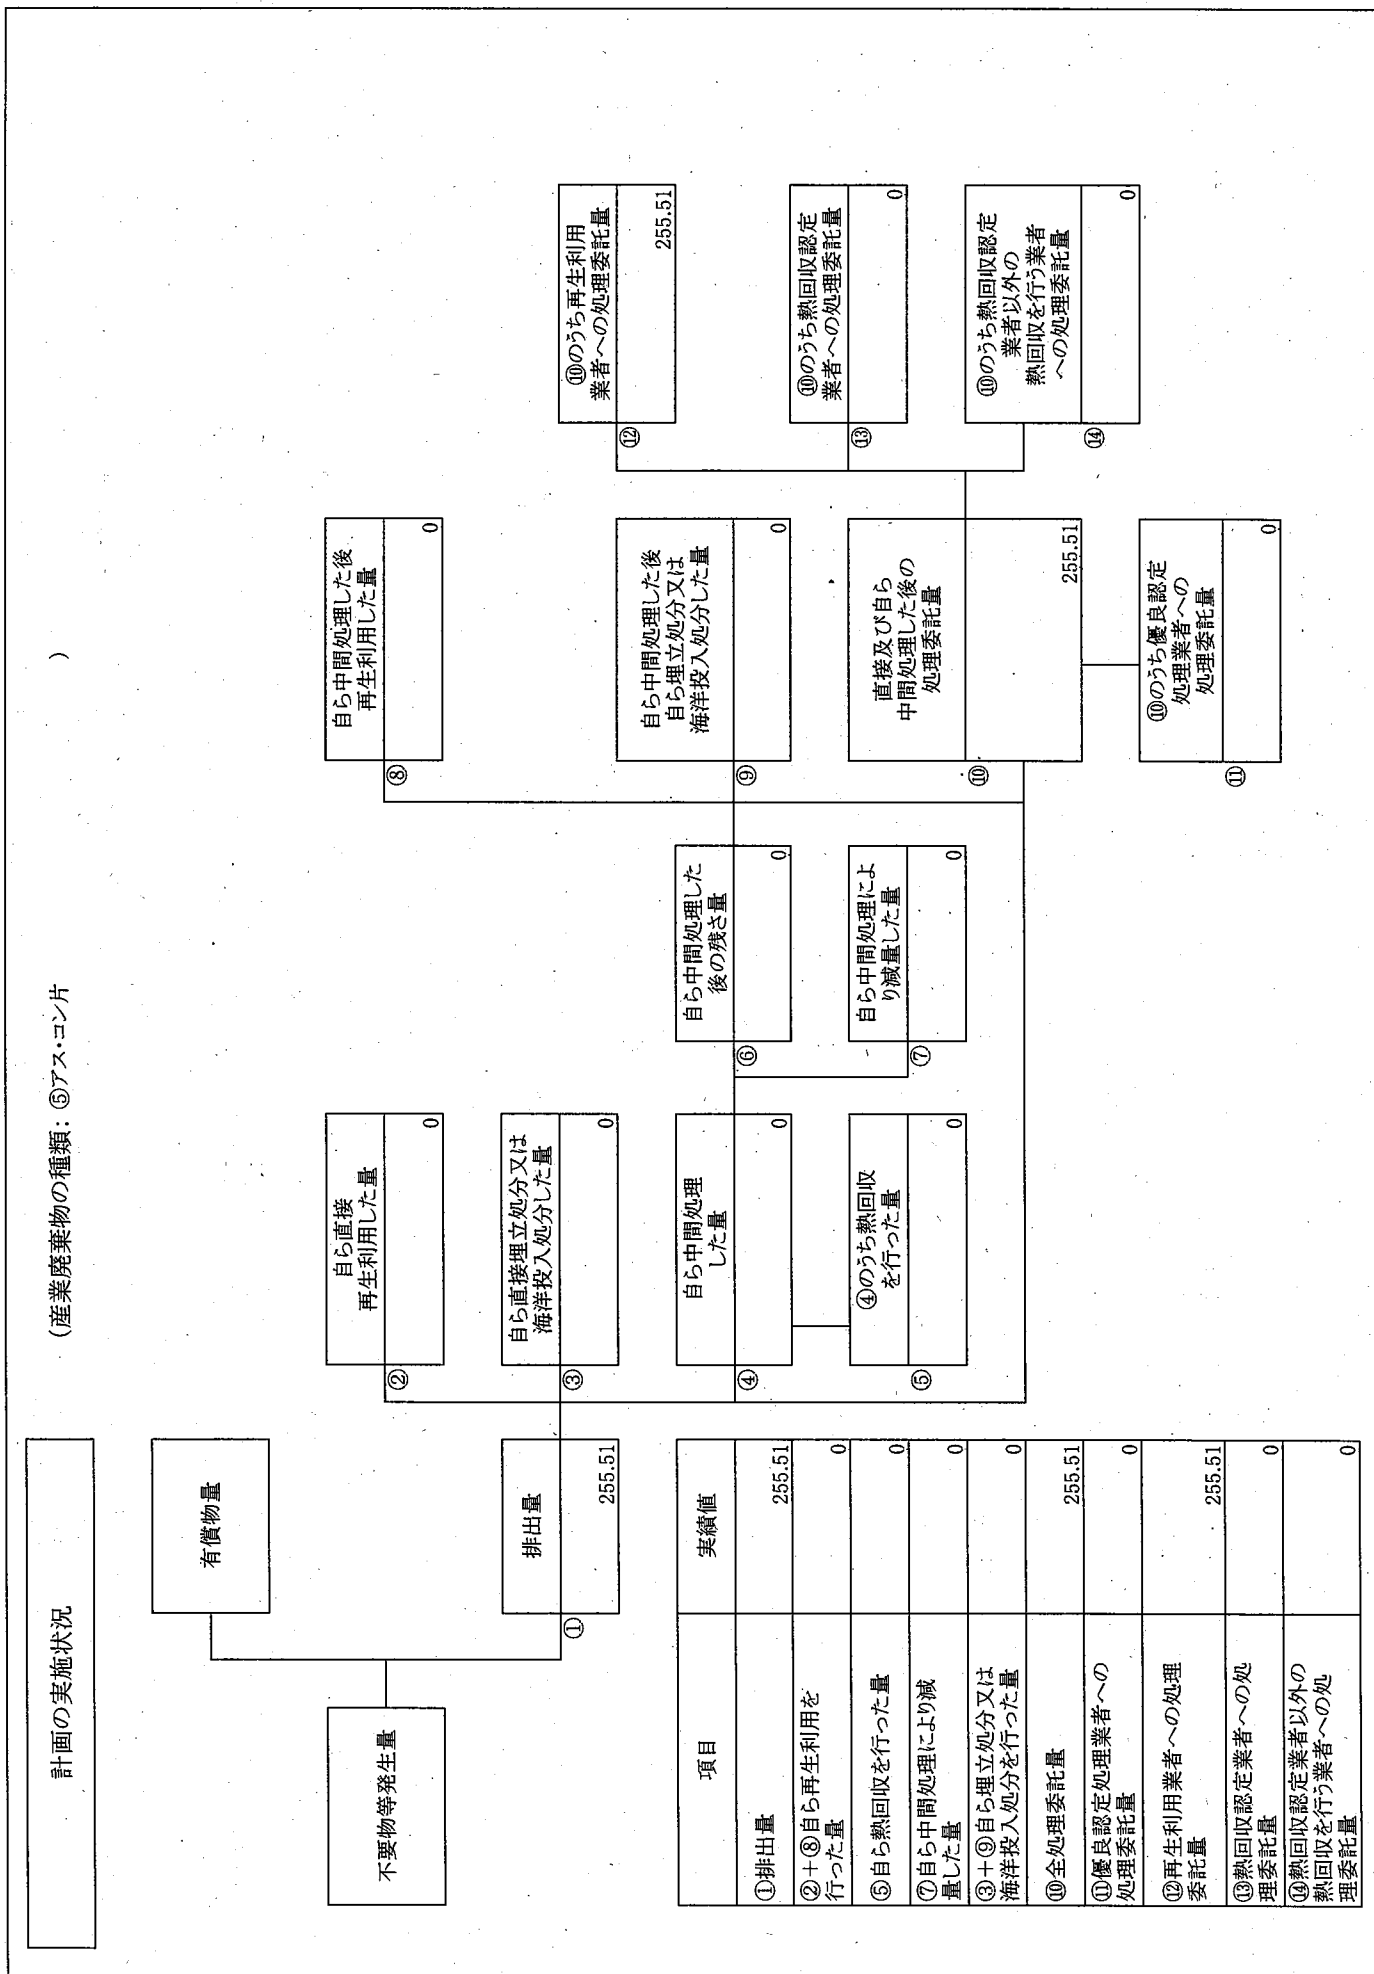 計画の実施状況
(産業廃棄物の種類:⑤アス・コン片
)
不要物等発生量
有償物量
①
排出量
255.51
②
自ら直接
再生利用した量
0
③
自ら直接埋立処分又は
海洋投入処分した量
0
④
自ら中間処理
した量
0
⑤
④のうち熱回収
を行った量
0
⑥
自ら中間処理した
後の残さ量
0
⑦
自ら中間処理によ
り減量した量
0
⑧
自ら中間処理した後
再生利用した量
0
⑨
自ら中間処理した後
自ら埋立処分又は
海洋投入処分した量
0
⑩
直接及び自ら
中間処理した後の
処理委託量
255.51
⑪
⑩のうち優良認定
処理業者への
処理委託量
0
⑫
⑩のうち再生利用
業者への処理委託量
255.51
⑬
⑩のうち熱回収認定
業者への処理委託量
0
⑭
⑩のうち熱回収認定
業者以外の
熱回収を行う業者
への処理委託量
0
項目
実績値
①排出量
255.51
②+⑧自ら再生利用を
行った量
0
⑤自ら熱回収を行った量
0
⑦自ら中間処理により減
量した量
0
③+⑨自ら埋立処分又は
海洋投入処分を行った量
0
⑩全処理委託量
255.51
⑪優良認定処理業者への
処理委託量
0
⑫再生利用業者への処理
委託量
255.51
⑬熱回収認定業者への処
理委託量
0
⑭熱回収認定業者以外の
熱回収を行う業者への処
理委託量
0